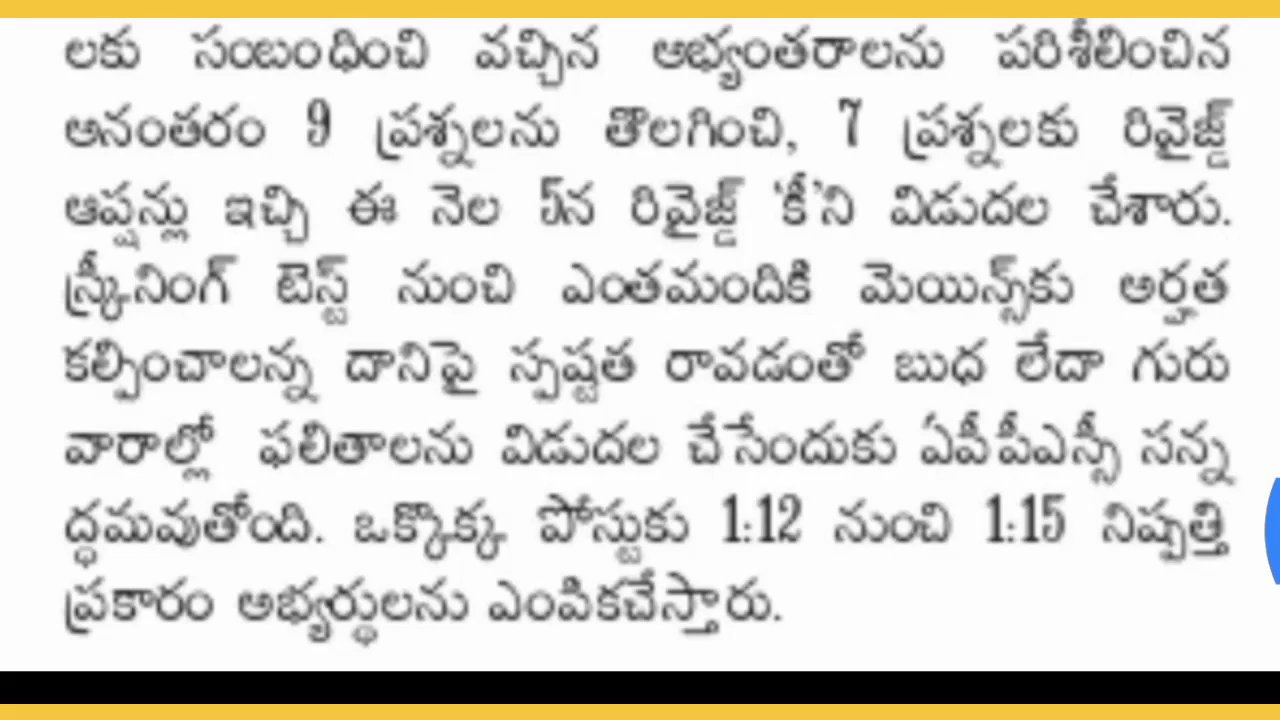 లకు సంబంధించి వచ్చిన అభ్యంతరాలను పరిశీలించిన
అనంతరం 9 ప్రశ్నలను తొలగించి, 7 ప్రశ్నలకు రివైజ్డ్
ఆప్షన్లు ఇచ్చి ఈ నెల 5న రివైజ్డ్ ‘కీ’ని విడుదల చేశారు.
స్క్రీనింగ్ టెస్ట్ నుంచి ఎంతమందికి మెయిన్స్‌కు అర్హత
కల్పించాలన్న దానిఫై స్పష్టత రావడంతో బుధ లేదా గురు
వారాల్లో ఫలితాలను విడుదల చేసేందుకు ఏపీపీఎస్సీ సన్న
ద్ధమవుతోంది. ఒక్కొక్క పోస్టుకు 1:12 నుంచి 1:15 నిష్పత్తి
ప్రకారం అభ్యర్థులను ఎంపికచేస్తారు.